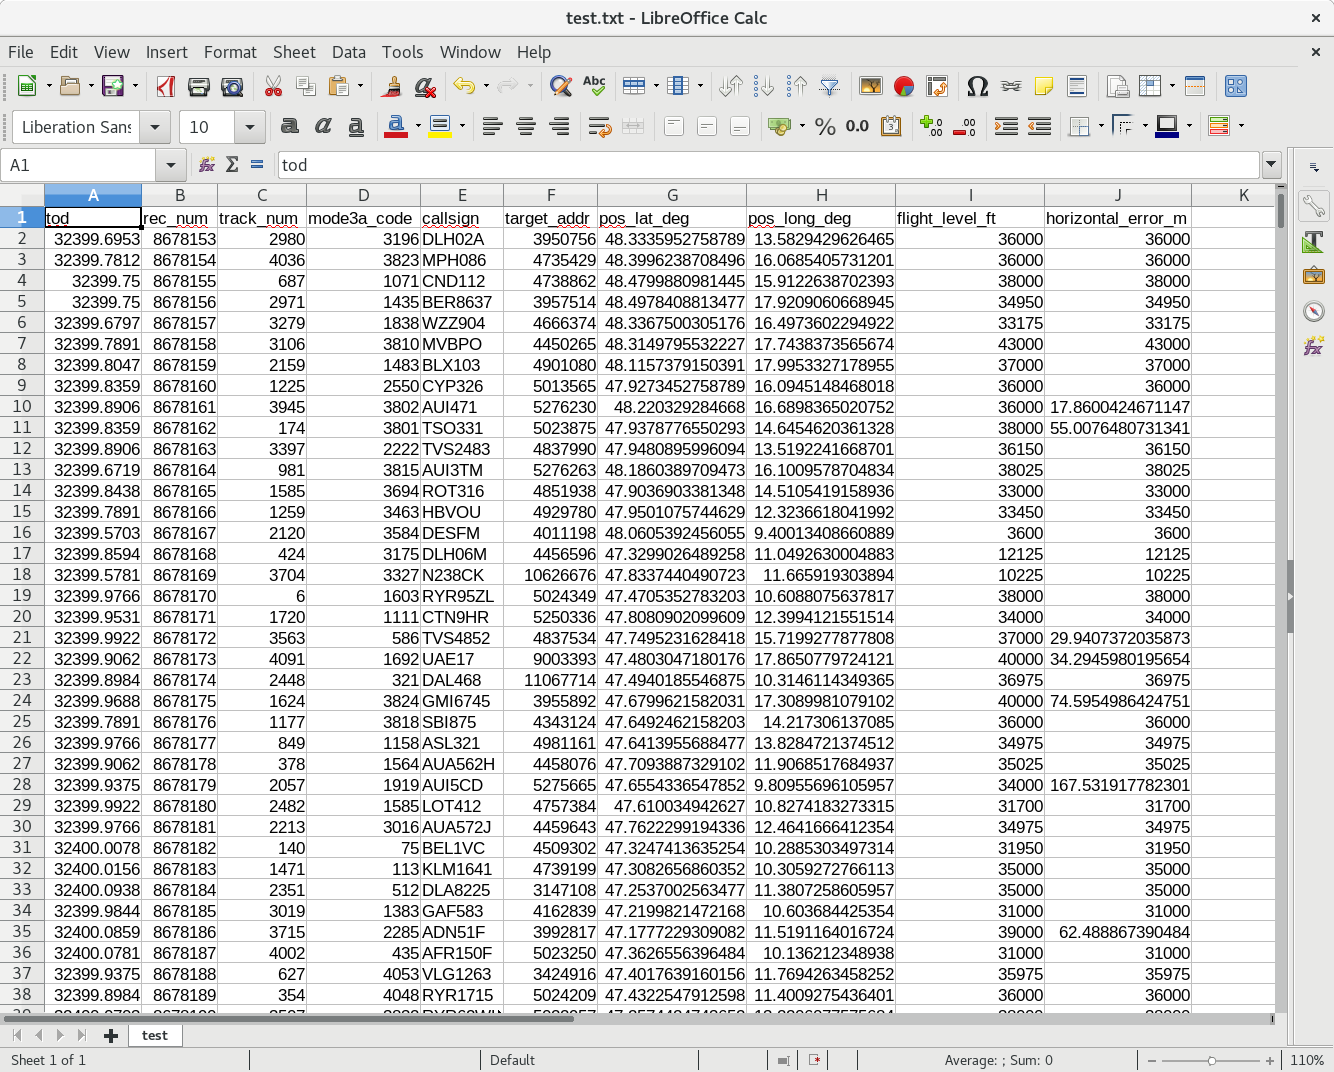 test.txt - LibreOffice Calc
File Edit View Insert Format Sheet Data Tools Window Help
Liberation Sans 10
A1 tod
A B C D E F G H I J K
1 tod rec_num track_num mode3a_code callsign target_addr pos_lat_deg pos_long_deg flight_level_ft horizontal_error_m
2 32399.6953 8678153 2980 3196 DLH02A 3950756 48.3335952758789 13.5829429626465 36000 36000
3 32399.7812 8678154 4036 3823 MPH086 4735429 48.3996238708496 16.0685405731201 36000 36000
4 32399.75 8678155 687 1071 CND112 4738862 48.4799880981445 15.9122638702393 38000 38000
5 32399.75 8678156 2971 1435 BER8637 3957514 48.4978408813477 17.9209060668945 34950 34950
6 32399.6797 8678157 3279 1838 WZZ904 4666374 48.3367500305176 16.4973602294922 33175 33175
7 32399.7891 8678158 3106 3810 MVBPO 4450265 48.3149795532227 17.7438373565674 43000 43000
8 32399.8047 8678159 2159 1483 BLX103 4901080 48.11573791503​91 17.9953327178955 37000 37000
9 32399.8359 8678160 1225 2550 CYP326 5013565 47.9273452758789 16.0945148468018 36000 36000
10 32399.8906 8678161 3945 3802 AUI471 5276230 48.220329284668 16.6898365020752 36000 17.8600424671147
11 32399.8359 8678162 174 3801 TSO331 5023875 47.9378776550293 14.6454620361328 38000 55.0076480731341
12 32399.8906 8678163 3397 2222 TVS2483 4837990 47.9480895996094 13.5192241668701 36150 36150
13 32399.6719 8678164 981 3815 AUI3TM 5276263 48.1860389709473 16.1009578704834 38025 38025
14 32399.8438 8678165 1585 3694 ROT316 4851938 47.9036903381348 14.5105419158936 33000 33000
15 32399.7891 8678166 1259 3463 HBVOU 4929780 47.9501075744629 12.3236618041992 33450 33450
16 32399.5703 8678167 2120 3584 DESFM 4011198 48.0605392456055 9.40013408660889 3600 3600
17 32399.8594 8678168 424 3175 DLH06M 4456596 47.3299026489258 11.0492630004883 12125 12125
18 32399.5781 8678169 3704 3327 N238CK 10626676 47.8337440490723 11.665919303894 10225 10225
19 32399.9766 8678170 6 1603 RYR95ZL 5024349 47.4705352783203 10.6088075637817 38000 38000
20 32399.9531 8678171 1720 1111 CTN9HR 5250336 47.8080902099609 12.3994121551514 34000 34000
21 32399.9922 8678172 3563 586 TVS4852 4837534 47.7495231628418 15.7199277877808 37000 29.9407372035873
22 32399.9062 8678173 4091 1692 UAE17 9003393 47.4803047180176 17.8650779724121 40000 34.2945980195654
23 32399.8984 8678174 2448 321 DAL468 11067714 47.4940185546875 10.3146114349365 36975 36975
24 32399.9688 8678175 1624 3824 GMI6745 3955892 47.6799621582031 17.3089981079102 40000 74.5954986424751
25 32399.7891 8678176 1177 3818 SBI875 4343124 47.6492462158203 14.217306137085 36000 36000
26 32399.9766 8678177 849 1158 ASL321 4981161 47.6413955688477 13.8284721374512 34975 34975
27 32399.9062 8678178 378 1564 AUA562H 4458076 47.7093887329102 11.9068517684937 35025 35025
28 32399.9375 8678179 2057 1919 AUI5CD 5275665 47.6554336547852 9.80955696105957 34000 167.531917782301
29 32399.9922 8678180 2482 1585 LOT412 4757384 47.610034942627 10.8274183273315 31700 31700
30 32399.9766 8678181 2213 3016 AUA572J 4459643 47.7622299194336 12.4641666412354 34975 34975
31 32400.0078 8678182 140 75 BEL1VC 4509302 47.3247413635254 10.2885303497314 31950 31950
32 32400.0156 8678183 1471 113 KLM1641 4739199 47.30826568603​52 10.3059272766113 35000 35000
33 32400.0938 8678184 2351 512 DLA8225 3147108 47.2537002563477 11.3807258605957 35000 35000
34 32399.9844 8678185 3019 1383 GAF583 4162839 47.2199821472168 10.603684425354 31000 31000
35 32400.0859 8678186 3715 2285 ADN51F 3992817 47.1777229309082 11.5191164016724 39000 62.488867390484
36 32400.0781 8678187 4002 435 AFR150F 5023250 47.3626556396484 10.136212348938 31000 31000
37 32399.9375 8678188 627 4053 VLG1263 3424916 47.4017639160156 11.7694263458252 35975 35975
38 32399.8984 8678189 354 4048 RYR1715 5024209 47.4322547912598 11.4009275436401 36000 36000
test
Sheet 1 of 1 Default Average: ; Sum: 0 110%